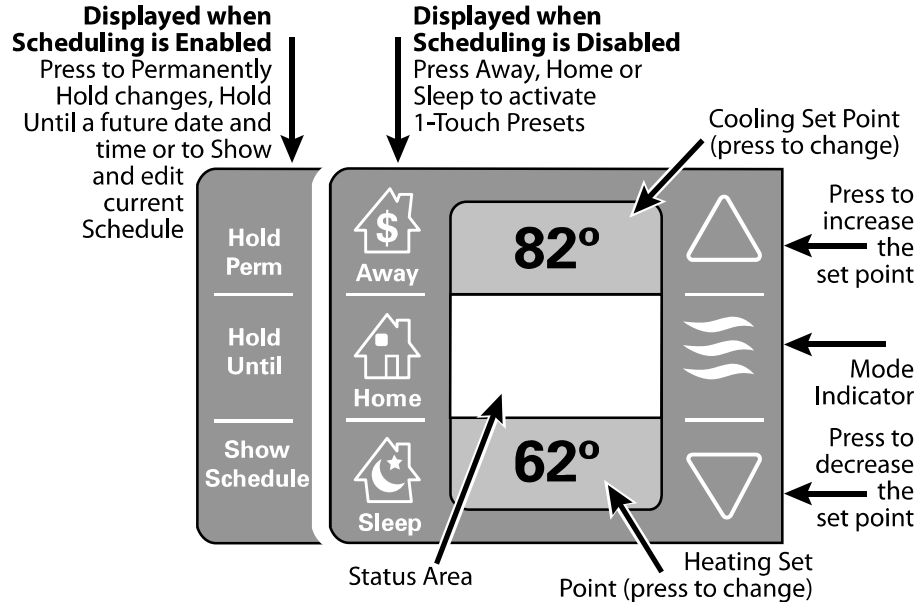 Displayed when
Scheduling is Enabled
Press to Permanently
Hold changes, Hold
Until a future date and
time or to Show
and edit
current
Schedule
Displayed when
Scheduling is Disabled
Press Away, Home or
Sleep to activate
1-Touch Presets
Cooling Set Point
(press to change)
Press to
increase
the
set point
Hold
Perm
Hold
Until
Show
Schedule
$
Away
Home
Sleep
82º
62º
Mode
Indicator
Press to
decrease
the
set point
Status Area
Heating Set
Point (press to change)